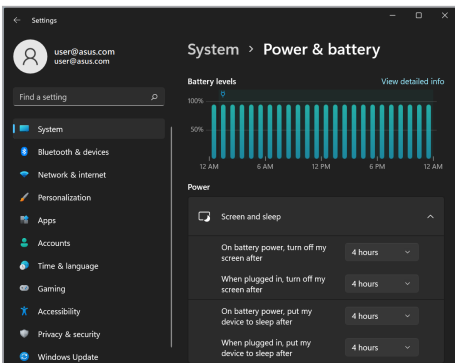 Settings
user@asus.com
user@asus.com
Find a setting
System
Bluetooth & devices
Network & internet
Personalization
Apps
Accounts
Time & language
Gaming
Accessibility
Privacy & security
Windows Update
System > Power & battery
Battery levels View detailed info
100%
50%
12 AM 6 AM 12 PM 6 PM 12 AM
Power
Screen and sleep
On battery power, turn off my
screen after
4 hours
When plugged in, turn off my
screen after
4 hours
On battery power, put my
device to sleep after
4 hours
When plugged in, put my
device to sleep after
4 hours